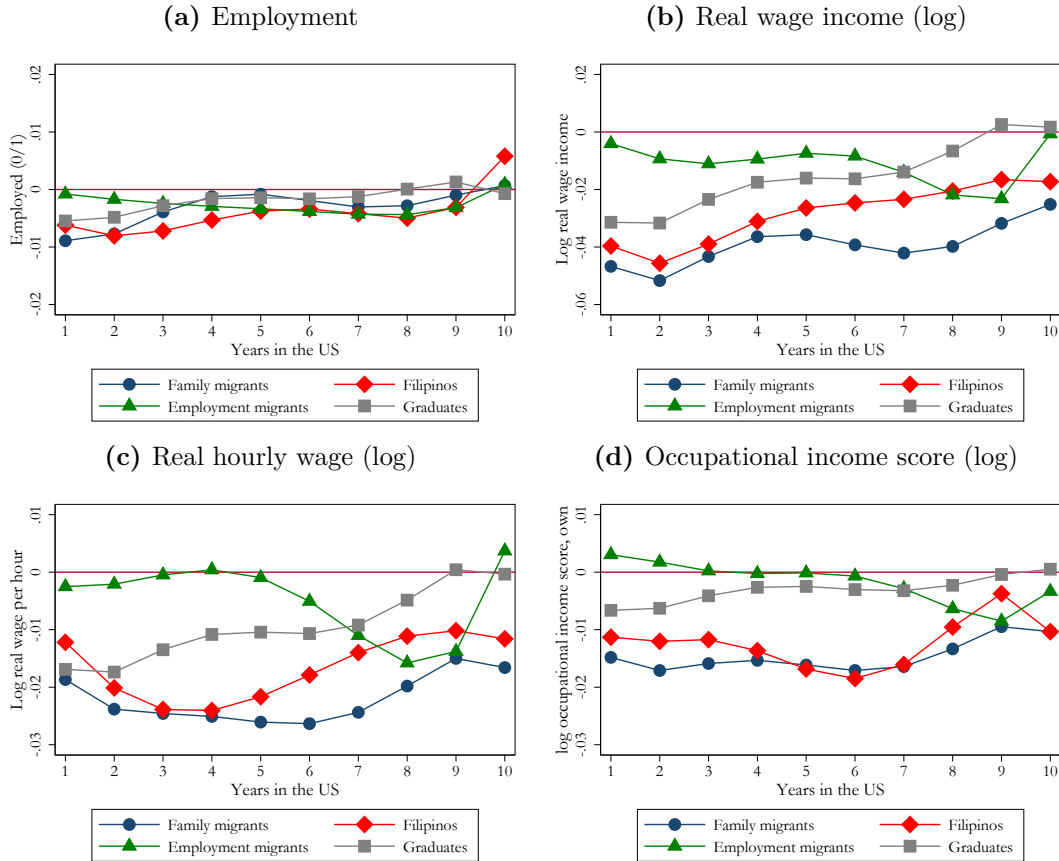 (a) Employment
Employed (0/1)
.02
.01
0
-.01
-.02
1 2 3 4 5 6 7 8 9 10
Years in the US
Family migrants Filipinos
Employment migrants Graduates
(b) Real wage income (log)
Log real wage income
.02
0
-.02
-.04
-.06
1 2 3 4 5 6 7 8 9 10
Years in the US
Family migrants Filipinos
Employment migrants Graduates
(c) Real hourly wage (log)
Log real wage per hour
.01
0
-.01
-.02
-.03
1 2 3 4 5 6 7 8 9 10
Years in the US
Family migrants Filipinos
Employment migrants Graduates
(d) Occupational income score (log)
log occupational income score, own
.01
0
-.01
-.02
-.03
1 2 3 4 5 6 7 8 9 10
Years in the US
Family migrants Filipinos
Employment migrants Graduates